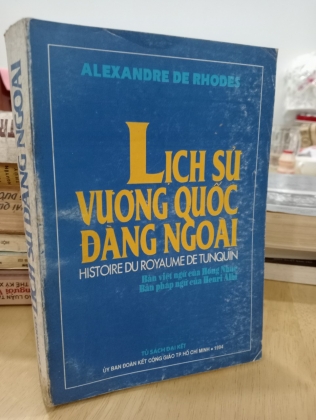 ALEXANDRE DE RHODES
LỊCH SỬ
VƯƠNG QUỐC
ĐÀNG NGOÀI
HISTOIRE DU ROYAUME DE TUNQUIN
Bản việt ngữ của Hồng Nhuệ
Bản pháp ngữ của Henri Albi
TỦ SÁCH ĐẠI KẾT
ỦY BAN ĐOÀN KẾT CÔNG GIÁO TP. HỒ CHÍ MINH - 1994
LỊCH SỬ ĐÀNG NGOÀI